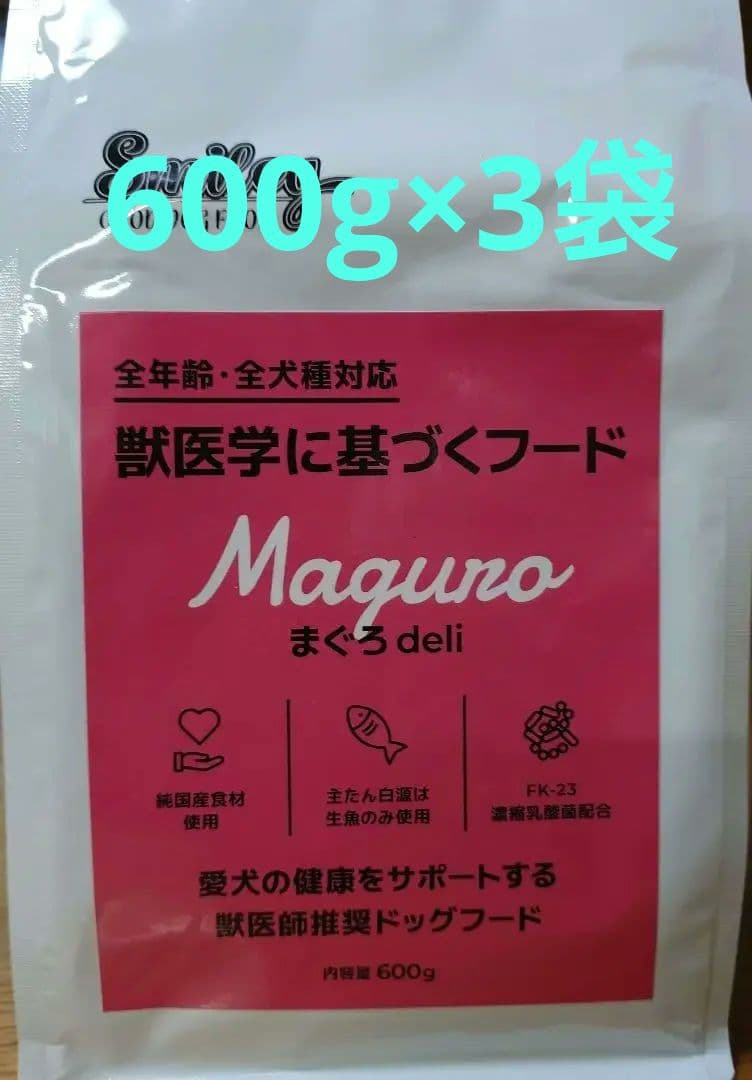 Smiley
600g×3袋
全年齢・全犬種対応
獣医学に基づくフード
Maguro
まぐろ deli
純国産食材
使用
主たん白源は
生魚のみ使用
FK-23
濃縮乳酸菌配合
愛犬の健康をサポートする
獣医師推奨ドッグフード
内容量 600g